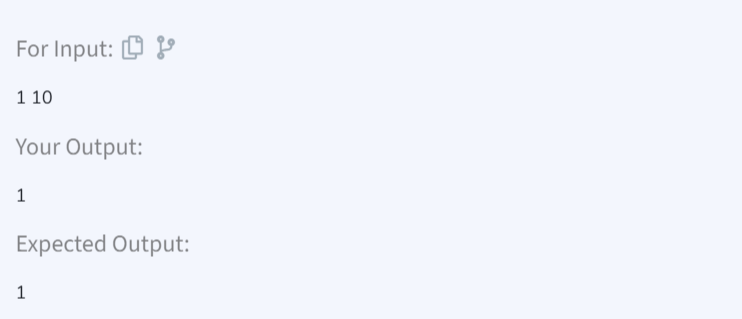 For Input:
1 10
Your Output:
1
Expected Output:
1